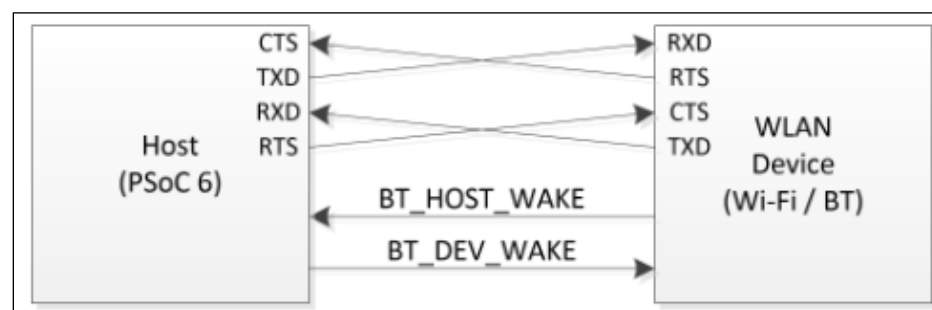 CTS
TXD
RXD
RTS
Host
(PSoC 6)
RXD
RTS
CTS
TXD
WLAN
Device
(Wi-Fi / BT)
BT_HOST_WAKE
BT_DEV_WAKE